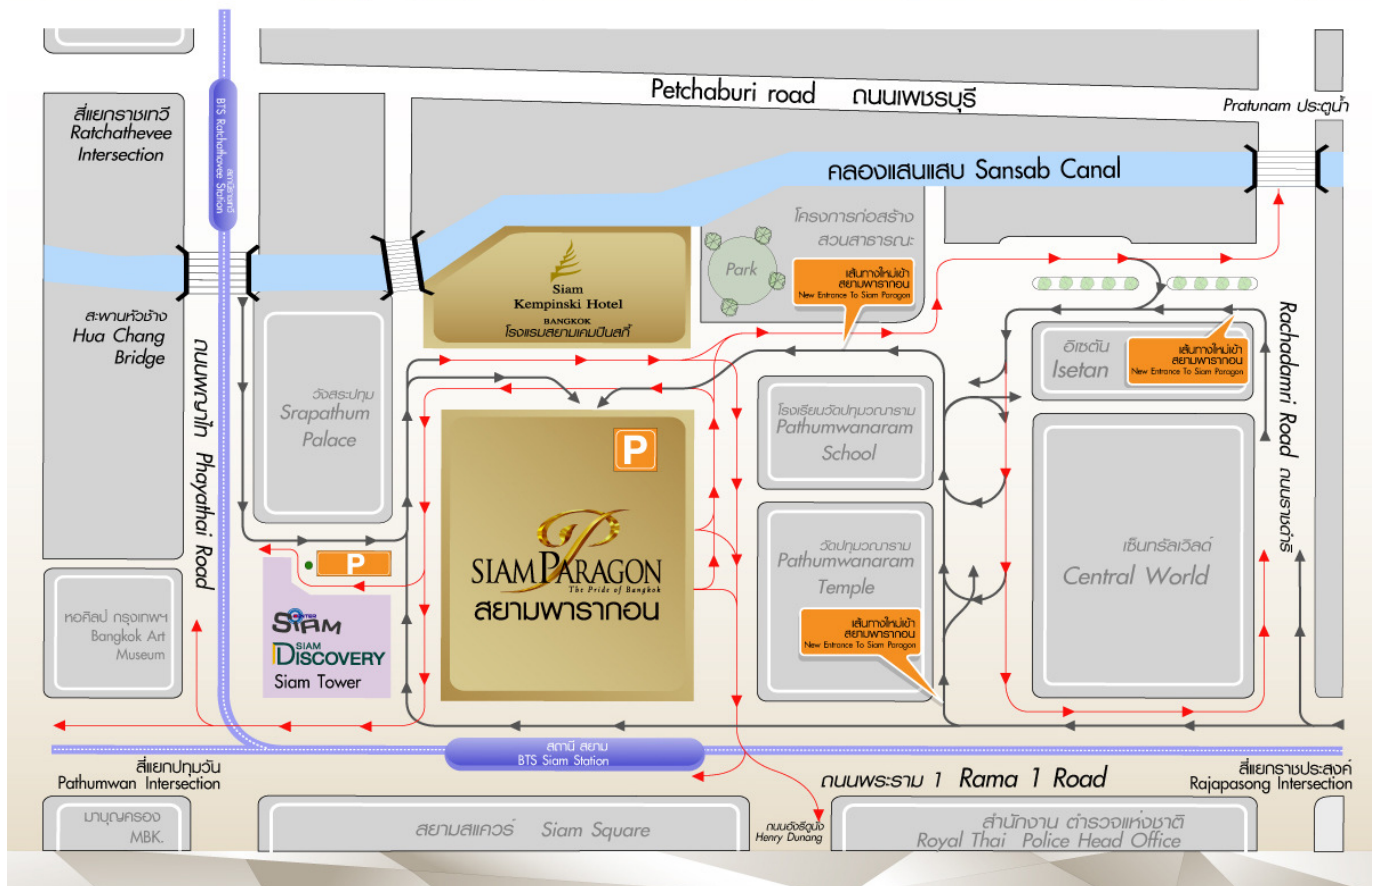 Petchaburi road ถนนเพชรบุรี
Pratunam ประตูน้ำ
สี่แยกราชเทวี
Ratchathevee
Intersection
BTS Ratchathavee Station
สถานีราชเทวี
คลองแสนแสบ Sansab Canal
โครงการก่อสร้าง
สวนสาธารณะ
Park
เส้นทางใหม่เข้า
สยามพารากอน
New Entrance To Siam Paragon
Siam
Kempinski Hotel
BANGKOK
โรงแรมสยามเคมปินสกี้
สะพานหัวช้าง
Hua Chang
Bridge
ถนนพญาไท Phayathai Road
อิเซตัน
Isetan
เส้นทางใหม่เข้า
สยามพารากอน
New Entrance To Siam Paragon
Rachadamri Road ถนนราชดำริ
วังสระปทุม
Srapathum
Palace
โรงเรียนวัดปทุมวณาราม
Pathumwanaram
School
P
P
SIAM PARAGON
The Pride of Bangkok
สยามพารากอน
วัดปทุมวณาราม
Pathumwanaram
Temple
เซ็นทรัลเวิลด์
Central World
เส้นทางใหม่เข้า
สยามพารากอน
New Entrance To Siam Paragon
หอศิลป์ กรุงเทพฯ
Bangkok Art
Museum
SIAM CENTER
SIAM DISCOVERY
Siam Tower
สถานี สยาม
BTS Siam Station
สี่แยกปทุมวัน
Pathumwan Intersection
ถนนพระราม 1 Rama 1 Road
สี่แยกราชประสงค์
Rajapasong Intersection
มาบุญครอง
MBK.
สยามสแควร์ Siam Square
ถนนอังรีดูนัง
Henry Dunang
สำนักงาน ตำรวจแห่งชาติ
Royal Thai Police Head Office